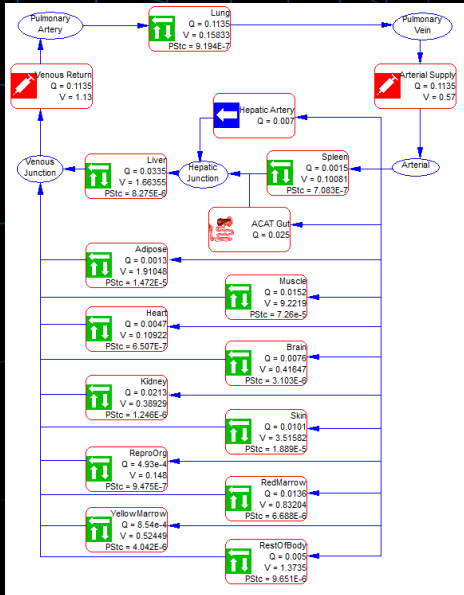 Pulmonary
Artery
Lung
Q = 0.1135
V = 0.15833
PStc = 9.194E-7
Pulmonary
Vein
Venous Return
Q = 0.1135
V = 1.13
Arterial Supply
Q = 0.1135
V = 0.57
Hepatic Artery
Q = 0.007
Venous
Junction
Liver
Q = 0.0335
V = 1.66355
PStc = 8.275E-6
Hepatic
Junction
Spleen
Q = 0.0015
V = 0.10081
PStc = 7.083E-7
Arterial
ACAT Gut
Q = 0.025
Adipose
Q = 0.0013
V = 1.91048
PStc = 1.472E-5
Muscle
Q = 0.0152
V = 9.2219
PStc = 7.26e-5
Heart
Q = 0.0047
V = 0.10922
PStc = 6.507E-7
Brain
Q = 0.0076
V = 0.41647
PStc = 3.103E-6
Kidney
Q = 0.0213
V = 0.38929
PStc = 1.246E-6
Skin
Q = 0.0101
V = 3.51582
PStc = 1.889E-5
ReproOrg
Q = 4.93e-4
V = 0.148
PStc = 9.475E-7
RedMarrow
Q = 0.0136
V = 0.83204
PStc = 6.688E-6
YellowMarrow
Q = 8.54e-4
V = 0.52449
PStc = 4.042E-6
RestOfBody
Q = 0.005
V = 1.3735
PStc = 9.651E-6